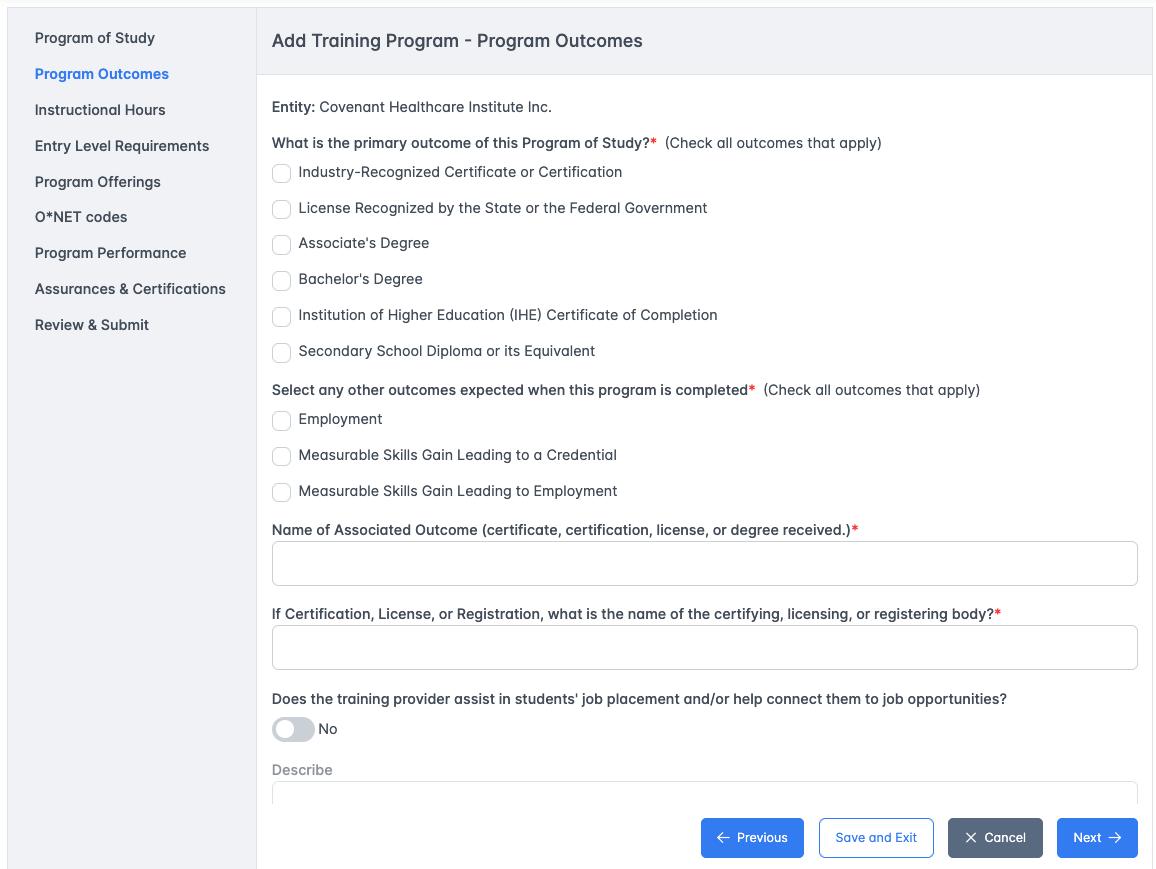 Program of Study
Program Outcomes
Instructional Hours
Entry Level Requirements
Program Offerings
O*NET codes
Program Performance
Assurances & Certifications
Review & Submit
Add Training Program - Program Outcomes
Entity: Covenant Healthcare Institute Inc.
What is the primary outcome of this Program of Study?* (Check all outcomes that apply)
Industry-Recognized Certificate or Certification
License Recognized by the State or the Federal Government
Associate's Degree
Bachelor's Degree
Institution of Higher Education (IHE) Certificate of Completion
Secondary School Diploma or its Equivalent
Select any other outcomes expected when this program is completed* (Check all outcomes that apply)
Employment
Measurable Skills Gain Leading to a Credential
Measurable Skills Gain Leading to Employment
Name of Associated Outcome (certificate, certification, license, or degree received.)*
If Certification, License, or Registration, what is the name of the certifying, licensing, or registering body?*
Does the training provider assist in students' job placement and/or help connect them to job opportunities?
No
Describe
Previous
Save and Exit
Cancel
Next